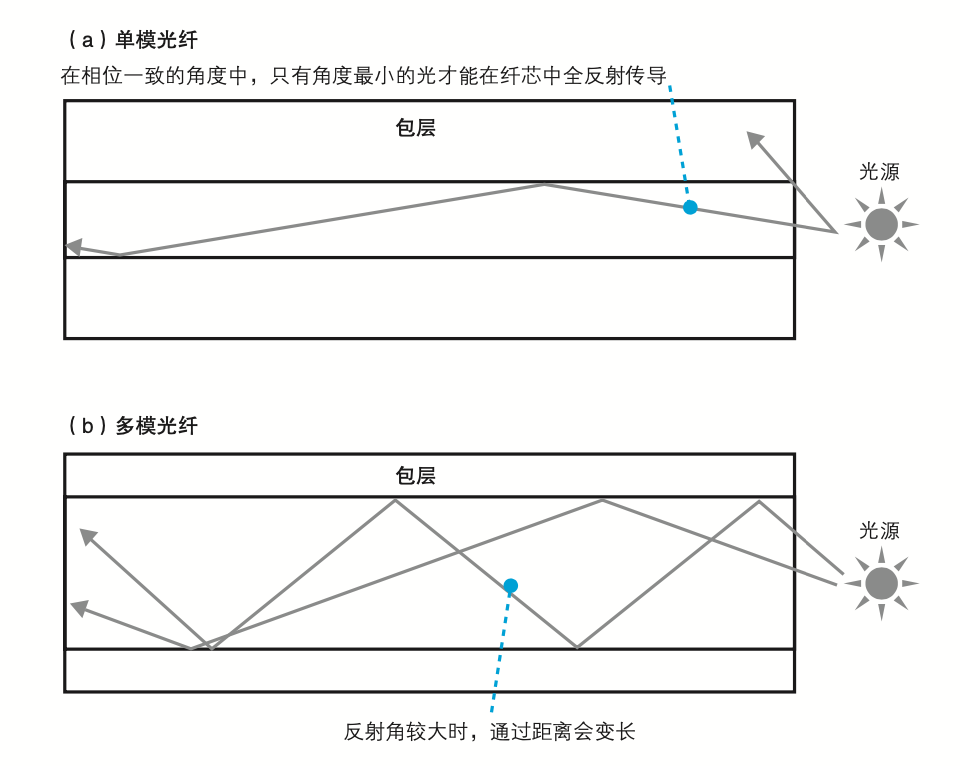 （a）单模光纤
在相位一致的角度中，只有角度最小的光才能在纤芯中全反射传导
包层
光源
（b）多模光纤
包层
光源
反射角较大时，通过距离会变长